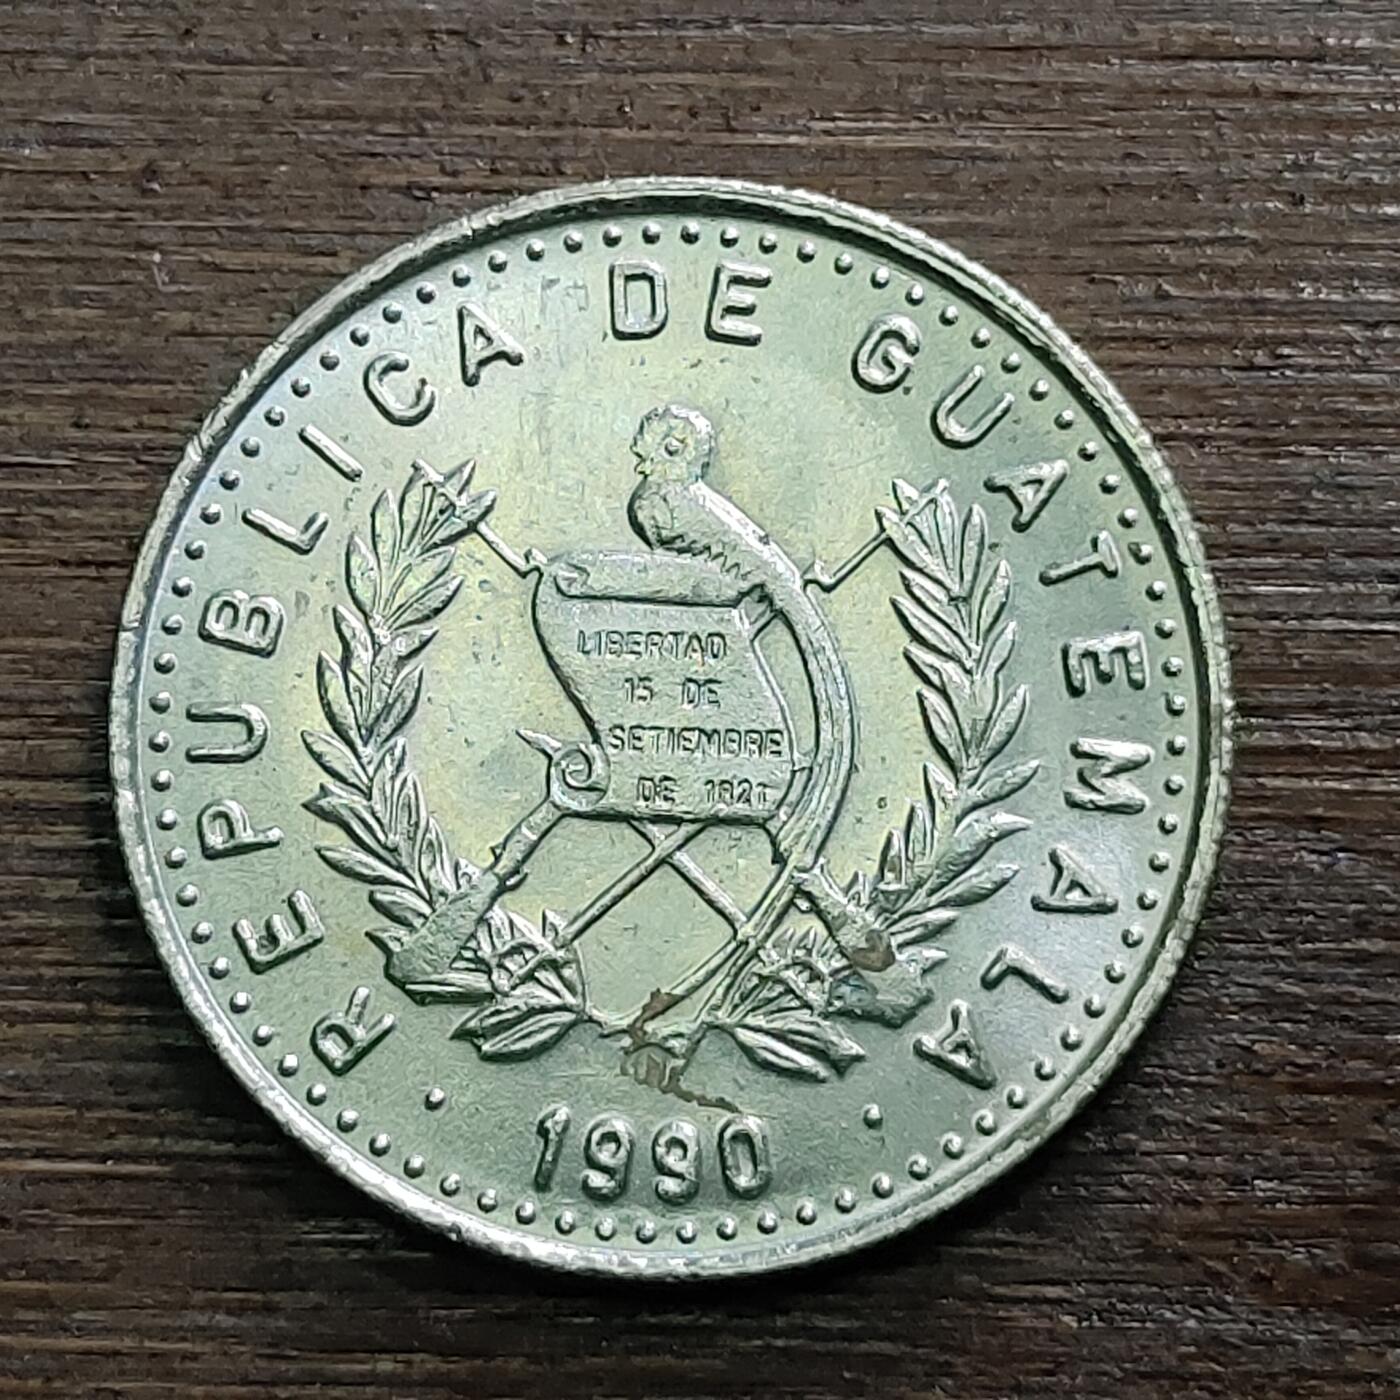 REPUBLICA DE GUATEMALA
LIBERTAD
15 DE
SETIEMBRE
DE 1821
1990